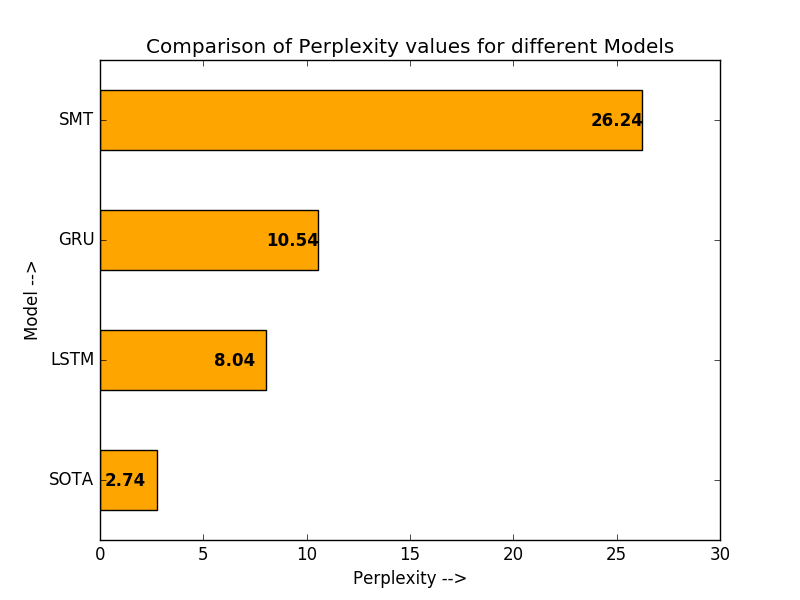 Comparison of Perplexity values for different Models
SMT
26.24
GRU
10.54
Model -->
LSTM
8.04
SOTA
2.74
0 5 10 15 20 25 30
Perplexity -->